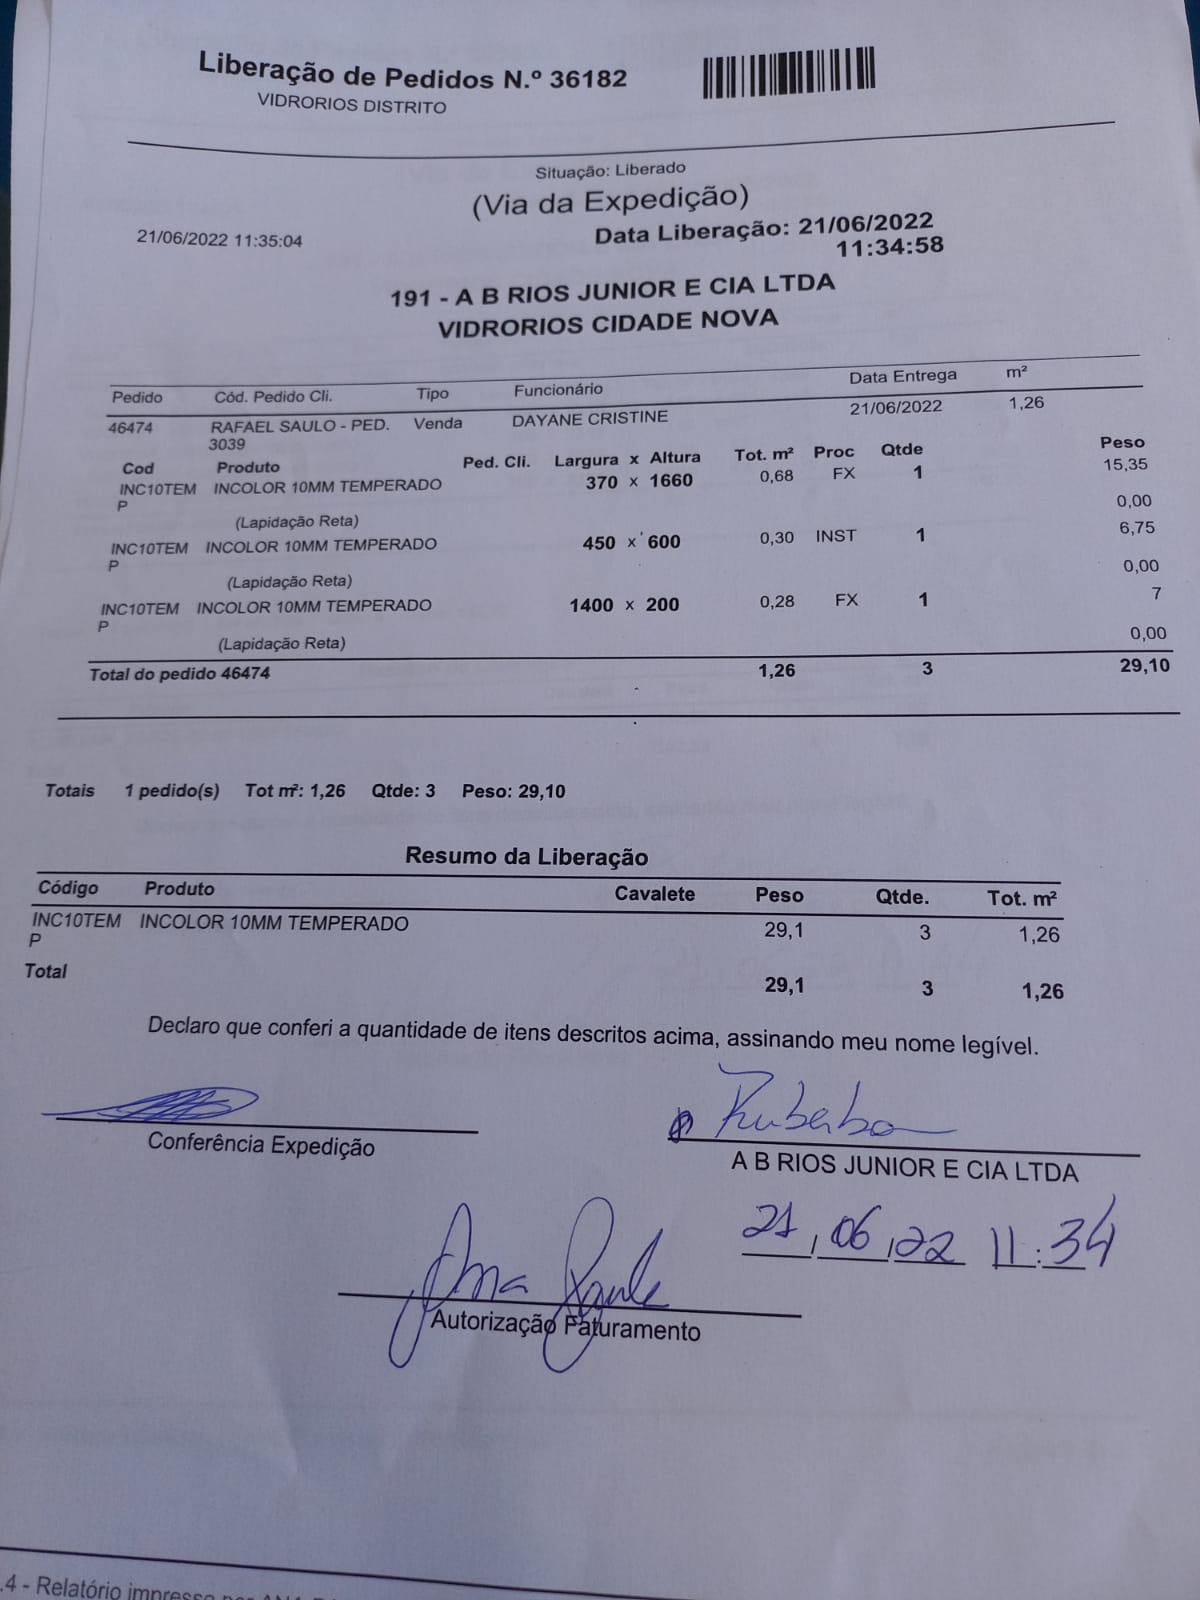 Liberação de Pedidos N.º 36182
VIDRORIOS DISTRITO
Situação: Liberado
(Via da Expedição)
21/06/2022 11:35:04
Data Liberação: 21/06/2022
11:34:58
191 - A B RIOS JUNIOR E CIA LTDA
VIDRORIOS CIDADE NOVA
Pedido Cód. Pedido Cli. Tipo Funcionário Data Entrega m²
46474 RAFAEL SAULO - PED. Venda DAYANE CRISTINE 21/06/2022 1,26
3039
Cod Produto Ped. Cli. Largura x Altura Tot. m² Proc Qtde Peso
INC10TEM INCOLOR 10MM TEMPERADO 370 x 1660 0,68 FX 1 15,35
P
(Lapidação Reta) 0,00
INC10TEM INCOLOR 10MM TEMPERADO 450 x 600 0,30 INST 1 6,75
P
(Lapidação Reta) 0,00
INC10TEM INCOLOR 10MM TEMPERADO 1400 x 200 0,28 FX 1 7
P
(Lapidação Reta) 0,00
Total do pedido 46474 1,26 3 29,10
Totais 1 pedido(s) Tot m²: 1,26 Qtde: 3 Peso: 29,10
Resumo da Liberação
Código Produto Cavalete Peso Qtde. Tot. m²
INC10TEM INCOLOR 10MM TEMPERADO 29,1 3 1,26
P
Total 29,1 3 1,26
Declaro que conferi a quantidade de itens descritos acima, assinando meu nome legível.
Conferência Expedição
A B RIOS JUNIOR E CIA LTDA
21/06/22 11:34
Ana Paula
Autorização Faturamento
.4 - Relatório impresso por